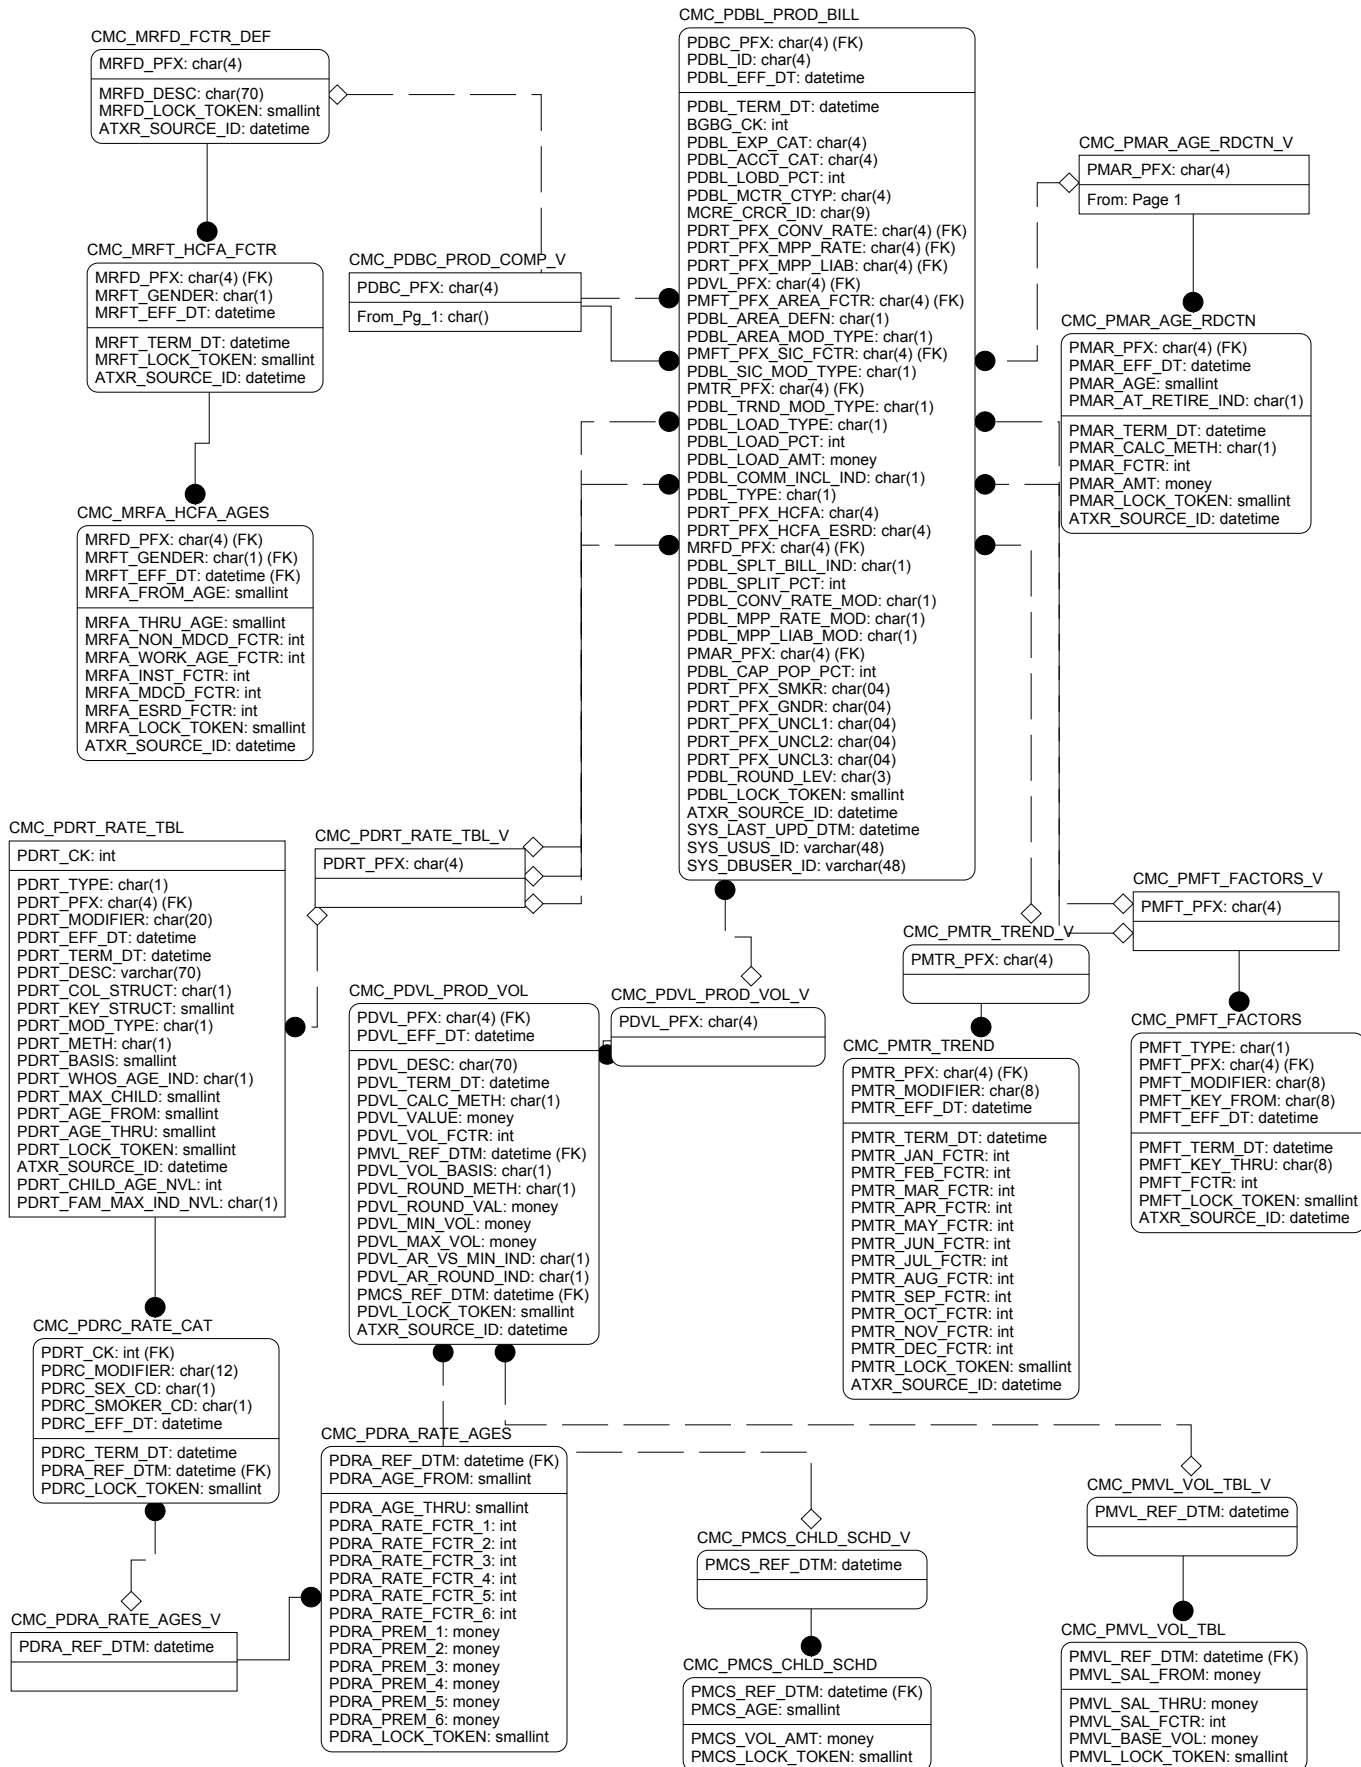 CMC_PDBL_PROD_BILL
PDBC_PFX: char(4) (FK)
PDBL_ID: char(4)
PDBL_EFF_DT: datetime
PDBL_TERM_DT: datetime
BGBG_CK: int
PDBL_EXP_CAT: char(4)
PDBL_ACCT_CAT: char(4)
PDBL_LOBD_PCT: int
PDBL_MCTR_CTYP: char(4)
MCRE_CRCR_ID: char(9)
PDRT_PFX_CONV_RATE: char(4) (FK)
PDRT_PFX_MPP_RATE: char(4) (FK)
PDRT_PFX_MPP_LIAB: char(4) (FK)
PDVL_PFX: char(4) (FK)
PMFT_PFX_AREA_FCTR: char(4) (FK)
PDBL_AREA_DEFN: char(1)
PDBL_AREA_MOD_TYPE: char(1)
PMFT_PFX_SIC_FCTR: char(4) (FK)
PDBL_SIC_MOD_TYPE: char(1)
PMTR_PFX: char(4) (FK)
PDBL_TRND_MOD_TYPE: char(1)
PDBL_LOAD_TYPE: char(1)
PDBL_LOAD_PCT: int
PDBL_LOAD_AMT: money
PDBL_COMM_INCL_IND: char(1)
PDBL_TYPE: char(1)
PDRT_PFX_HCFA: char(4)
PDRT_PFX_HCFA_ESRD: char(4)
MRFD_PFX: char(4) (FK)
PDBL_SPLT_BILL_IND: char(1)
PDBL_SPLIT_PCT: int
PDBL_CONV_RATE_MOD: char(1)
PDBL_MPP_RATE_MOD: char(1)
PDBL_MPP_LIAB_MOD: char(1)
PMAR_PFX: char(4) (FK)
PDBL_CAP_POP_PCT: int
PDRT_PFX_SMKR: char(04)
PDRT_PFX_GNDR: char(04)
PDRT_PFX_UNCL1: char(04)
PDRT_PFX_UNCL2: char(04)
PDRT_PFX_UNCL3: char(04)
PDBL_ROUND_LEV: char(3)
PDBL_LOCK_TOKEN: smallint
ATXR_SOURCE_ID: datetime
SYS_LAST_UPD_DTM: datetime
SYS_USUS_ID: varchar(48)
SYS_DBUSER_ID: varchar(48)
CMC_MRFD_FCTR_DEF
MRFD_PFX: char(4)
MRFD_DESC: char(70)
MRFD_LOCK_TOKEN: smallint
ATXR_SOURCE_ID: datetime
CMC_MRFT_HCFA_FCTR
MRFD_PFX: char(4) (FK)
MRFT_GENDER: char(1)
MRFT_EFF_DT: datetime
MRFT_TERM_DT: datetime
MRFT_LOCK_TOKEN: smallint
ATXR_SOURCE_ID: datetime
CMC_MRFA_HCFA_AGES
MRFD_PFX: char(4) (FK)
MRFT_GENDER: char(1) (FK)
MRFT_EFF_DT: datetime (FK)
MRFA_FROM_AGE: smallint
MRFA_THRU_AGE: smallint
MRFA_NON_MDCD_FCTR: int
MRFA_WORK_AGE_FCTR: int
MRFA_INST_FCTR: int
MRFA_MDCD_FCTR: int
MRFA_ESRD_FCTR: int
MRFA_LOCK_TOKEN: smallint
ATXR_SOURCE_ID: datetime
CMC_PDBC_PROD_COMP_V
PDBC_PFX: char(4)
From_Pg_1: char()
CMC_PMAR_AGE_RDCTN_V
PMAR_PFX: char(4)
From: Page 1
CMC_PMAR_AGE_RDCTN
PMAR_PFX: char(4) (FK)
PMAR_EFF_DT: datetime
PMAR_AGE: smallint
PMAR_AT_RETIRE_IND: char(1)
PMAR_TERM_DT: datetime
PMAR_CALC_METH: char(1)
PMAR_FCTR: int
PMAR_AMT: money
PMAR_LOCK_TOKEN: smallint
ATXR_SOURCE_ID: datetime
CMC_PDRT_RATE_TBL
PDRT_CK: int
PDRT_TYPE: char(1)
PDRT_PFX: char(4) (FK)
PDRT_MODIFIER: char(20)
PDRT_EFF_DT: datetime
PDRT_TERM_DT: datetime
PDRT_DESC: varchar(70)
PDRT_COL_STRUCT: char(1)
PDRT_KEY_STRUCT: smallint
PDRT_MOD_TYPE: char(1)
PDRT_METH: char(1)
PDRT_BASIS: smallint
PDRT_WHOS_AGE_IND: char(1)
PDRT_MAX_CHILD: smallint
PDRT_AGE_FROM: smallint
PDRT_AGE_THRU: smallint
PDRT_LOCK_TOKEN: smallint
ATXR_SOURCE_ID: datetime
PDRT_CHILD_AGE_NVL: int
PDRT_FAM_MAX_IND_NVL: char(1)
CMC_PDRT_RATE_TBL_V
PDRT_PFX: char(4)
CMC_PMFT_FACTORS_V
PMFT_PFX: char(4)
CMC_PMTR_TREND_V
PMTR_PFX: char(4)
CMC_PDVL_PROD_VOL_V
PDVL_PFX: char(4)
CMC_PDVL_PROD_VOL
PDVL_PFX: char(4) (FK)
PDVL_EFF_DT: datetime
PDVL_DESC: char(70)
PDVL_TERM_DT: datetime
PDVL_CALC_METH: char(1)
PDVL_VALUE: money
PDVL_VOL_FCTR: int
PMVL_REF_DTM: datetime (FK)
PDVL_VOL_BASIS: char(1)
PDVL_ROUND_METH: char(1)
PDVL_ROUND_VAL: money
PDVL_MIN_VOL: money
PDVL_MAX_VOL: money
PDVL_AR_VS_MIN_IND: char(1)
PDVL_AR_ROUND_IND: char(1)
PMCS_REF_DTM: datetime (FK)
PDVL_LOCK_TOKEN: smallint
ATXR_SOURCE_ID: datetime
CMC_PMTR_TREND
PMTR_PFX: char(4) (FK)
PMTR_MODIFIER: char(8)
PMTR_EFF_DT: datetime
PMTR_TERM_DT: datetime
PMTR_JAN_FCTR: int
PMTR_FEB_FCTR: int
PMTR_MAR_FCTR: int
PMTR_APR_FCTR: int
PMTR_MAY_FCTR: int
PMTR_JUN_FCTR: int
PMTR_JUL_FCTR: int
PMTR_AUG_FCTR: int
PMTR_SEP_FCTR: int
PMTR_OCT_FCTR: int
PMTR_NOV_FCTR: int
PMTR_DEC_FCTR: int
PMTR_LOCK_TOKEN: smallint
ATXR_SOURCE_ID: datetime
CMC_PMFT_FACTORS
PMFT_TYPE: char(1)
PMFT_PFX: char(4) (FK)
PMFT_MODIFIER: char(8)
PMFT_KEY_FROM: char(8)
PMFT_EFF_DT: datetime
PMFT_TERM_DT: datetime
PMFT_KEY_THRU: char(8)
PMFT_FCTR: int
PMFT_LOCK_TOKEN: smallint
ATXR_SOURCE_ID: datetime
CMC_PDRC_RATE_CAT
PDRT_CK: int (FK)
PDRC_MODIFIER: char(12)
PDRC_SEX_CD: char(1)
PDRC_SMOKER_CD: char(1)
PDRC_EFF_DT: datetime
PDRC_TERM_DT: datetime
PDRA_REF_DTM: datetime (FK)
PDRC_LOCK_TOKEN: smallint
CMC_PDRA_RATE_AGES_V
PDRA_REF_DTM: datetime
CMC_PDRA_RATE_AGES
PDRA_REF_DTM: datetime (FK)
PDRA_AGE_FROM: smallint
PDRA_AGE_THRU: smallint
PDRA_RATE_FCTR_1: int
PDRA_RATE_FCTR_2: int
PDRA_RATE_FCTR_3: int
PDRA_RATE_FCTR_4: int
PDRA_RATE_FCTR_5: int
PDRA_RATE_FCTR_6: int
PDRA_PREM_1: money
PDRA_PREM_2: money
PDRA_PREM_3: money
PDRA_PREM_4: money
PDRA_PREM_5: money
PDRA_PREM_6: money
PDRA_LOCK_TOKEN: smallint
CMC_PMCS_CHLD_SCHD_V
PMCS_REF_DTM: datetime
CMC_PMCS_CHLD_SCHD
PMCS_REF_DTM: datetime (FK)
PMCS_AGE: smallint
PMCS_VOL_AMT: money
PMCS_LOCK_TOKEN: smallint
CMC_PMVL_VOL_TBL_V
PMVL_REF_DTM: datetime
CMC_PMVL_VOL_TBL
PMVL_REF_DTM: datetime (FK)
PMVL_SAL_FROM: money
PMVL_SAL_THRU: money
PMVL_SAL_FCTR: int
PMVL_BASE_VOL: money
PMVL_LOCK_TOKEN: smallint